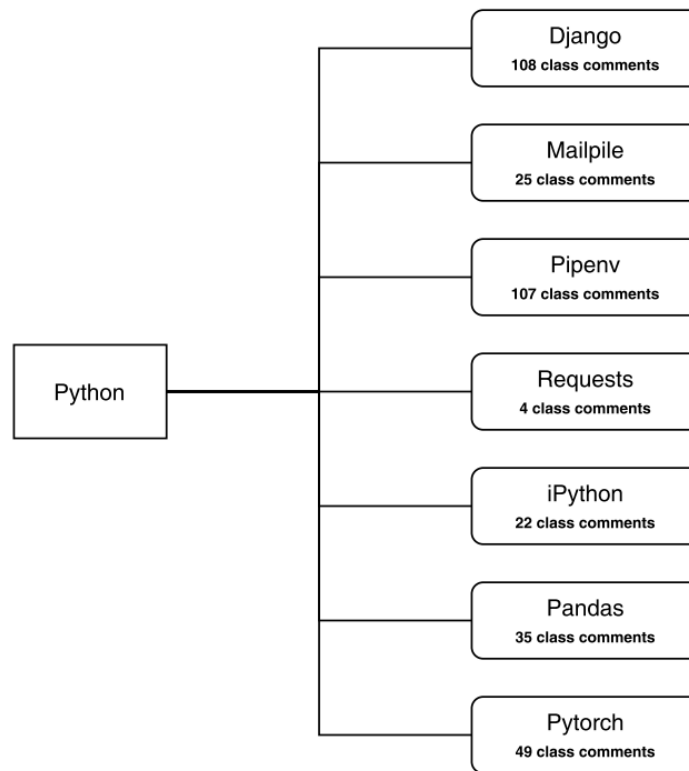 Django
108 class comments
Mailpile
25 class comments
Pipenv
107 class comments
Python
Requests
4 class comments
iPython
22 class comments
Pandas
35 class comments
Pytorch
49 class comments